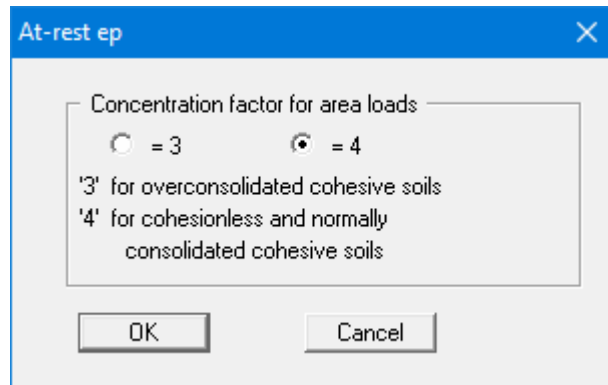 At-rest ep
Concentration factor for area loads
= 3 = 4
'3' for overconsolidated cohesive soils
'4' for cohesionless and normally
consolidated cohesive soils
OK Cancel